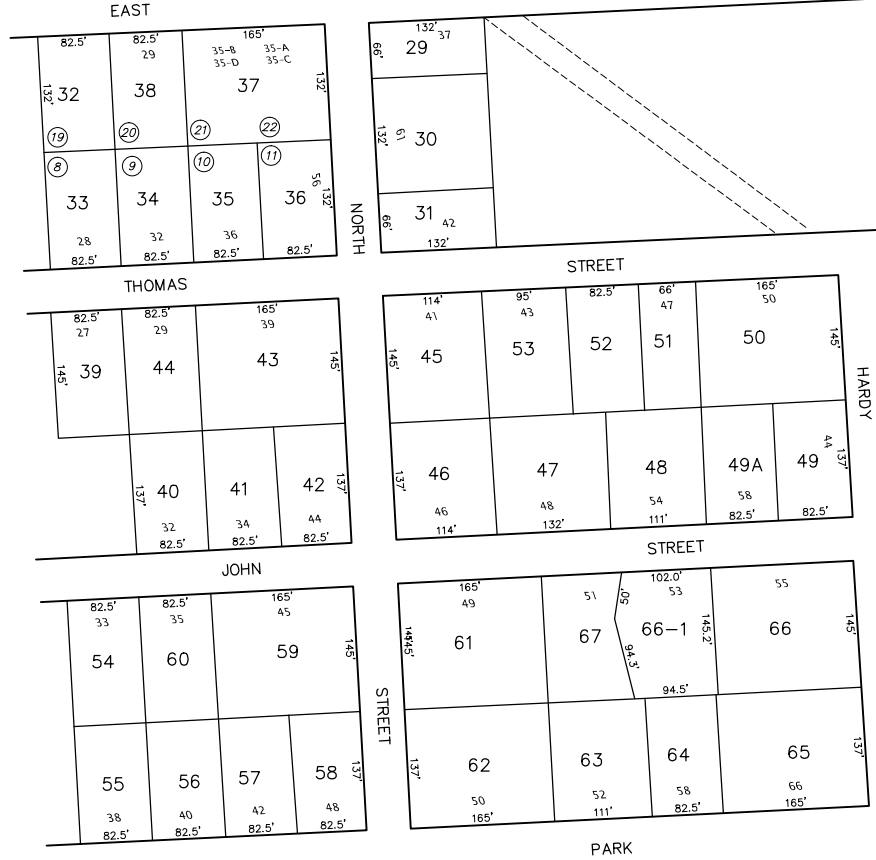 EAST
82.5' 82.5' 165'
29 35-B 35-A
35-D 35-C
132' 32 38 37 132'
19 20 21 22
8 9 10 11
33 34 35 36 56 132'
28 32 36
82.5' 82.5' 82.5' 82.5'
NORTH
132'
66' 29 37
132' 61 30
66' 31 42
132'
THOMAS STREET
82.5' 82.5' 165'
27 29 39
145' 39 44 43 145'
137' 40 41 42 137'
32 34 44
82.5' 82.5' 82.5'
114' 95' 82.5' 66' 165'
41 43 47 50
145' 45 53 52 51 50 145'
HARDY
137' 46 47 48 49A 49 44 137'
46 48 54 58
114' 132' 111' 82.5' 82.5'
JOHN STREET
82.5' 82.5' 165'
33 35 45
54 60 59 145'
STREET
55 56 57 58 137'
38 40 42 48
82.5' 82.5' 82.5' 82.5'
165' 102.0'
49 51 50' 53 55
145' 61 67 94.3' 66-1 145.2' 66 145'
94.5'
137' 62 63 64 65 137'
50 52 58 66
165' 111' 82.5' 165'
PARK